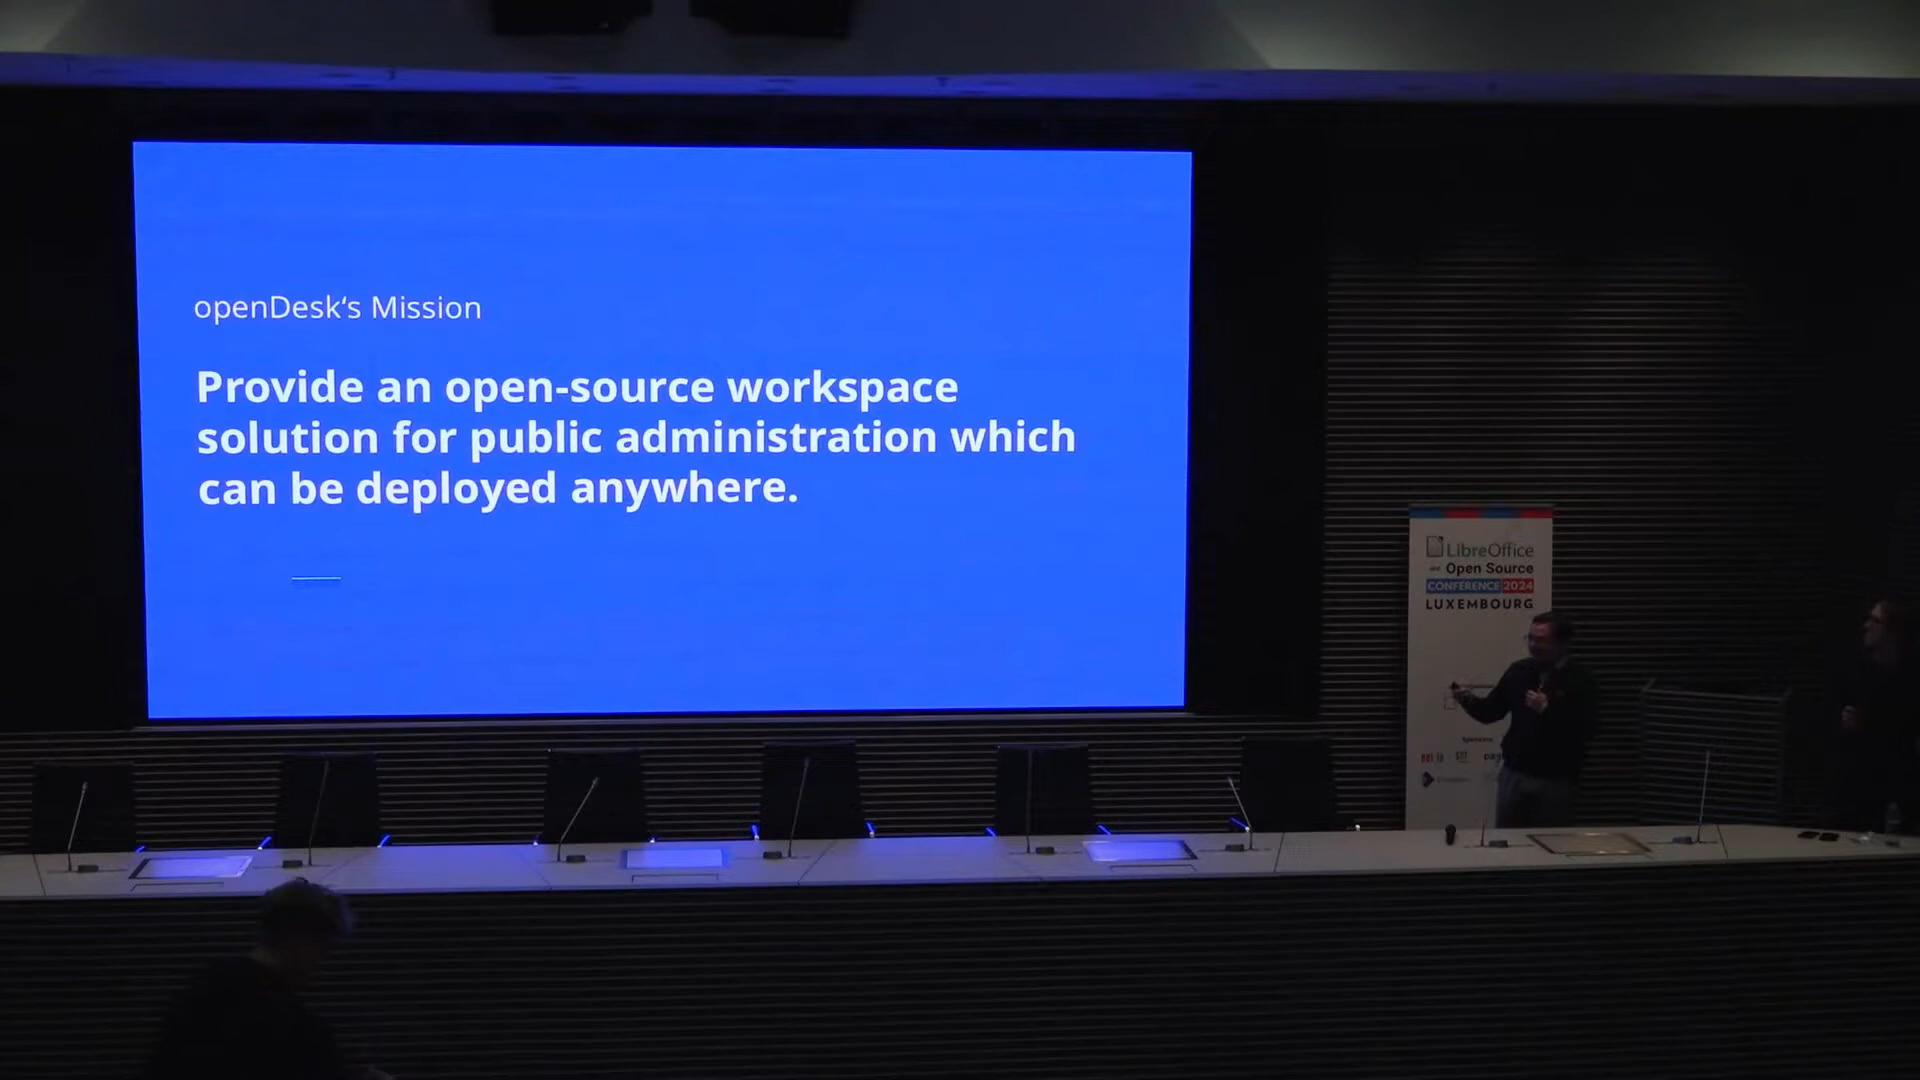 openDesk‘s Mission
Provide an open-source workspace
solution for public administration which
can be deployed anywhere.
LibreOffice
Open Source
CONFERENCE 2024
LUXEMBOURG